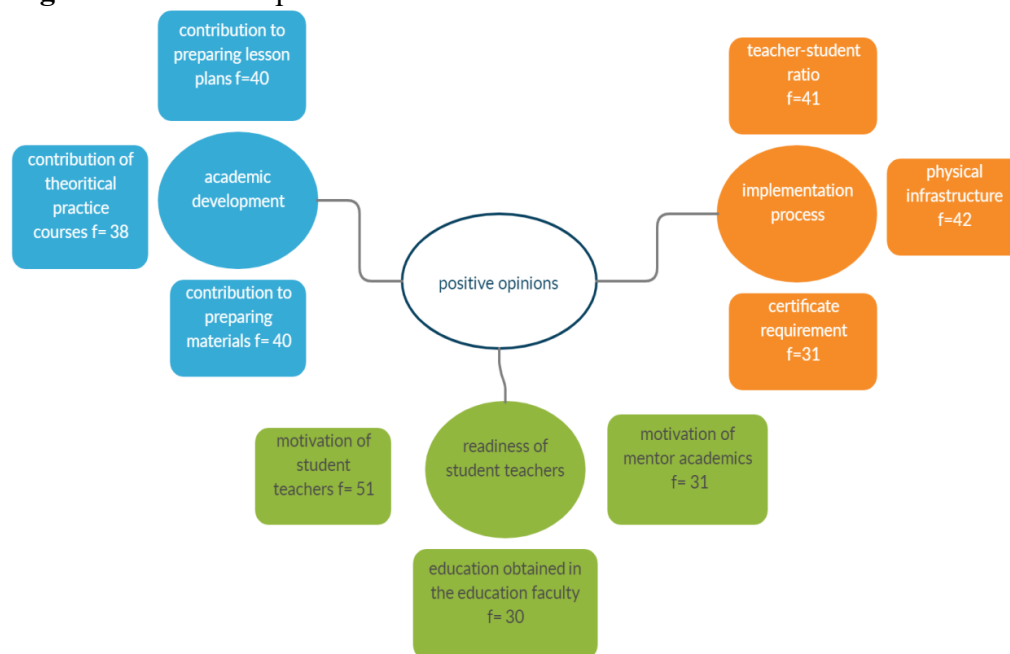 contribution to
preparing lesson
plans f=40
contribution of
theoritical
practice
courses f= 38
academic
development
contribution to
preparing
materials f= 40
positive opinions
teacher-student
ratio
f=41
implementation
process
physical
infrastructure
f=42
certificate
requirement
f=31
motivation of
student
teachers f= 51
readiness of
student teachers
motivation of
mentor academics
f= 31
education obtained in
the education faculty
f= 30